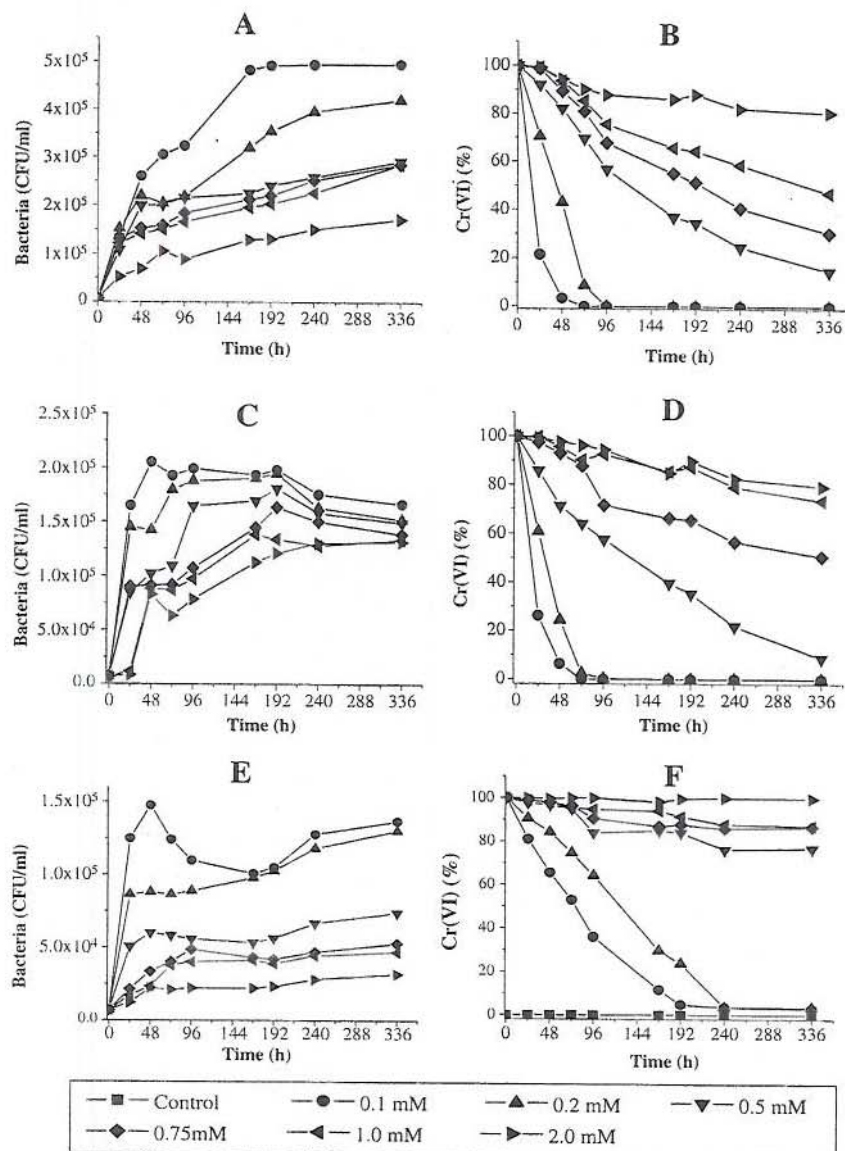 A
B
5x10⁵
4x10⁵
3x10⁵
2x10⁵
1x10⁵
0
Bacteria (CFU/ml)
0 48 96 144 192 240 288 336
Time (h)
100
80
60
40
20
0
Cr(VI) (%)
0 48 96 144 192 240 288 336
Time (h)
C
D
2.5x10⁵
2.0x10⁵
1.5x10⁵
1.0x10⁵
5.0x10⁴
0.0
Bacteria (CFU/ml)
0 48 96 144 192 240 288 336
Time (h)
100
80
60
40
20
0
Cr(VI) (%)
0 48 96 144 192 240 288 336
Time (h)
E
F
1.5x10⁵
1.0x10⁵
5.0x10⁴
0.0
Bacteria (CFU/ml)
0 48 96 144 192 240 288 336
Time (h)
100
80
60
40
20
0
Cr(VI) (%)
0 48 96 144 192 240 288 336
Time (h)
Control 0.1 mM 0.2 mM 0.5 mM
0.75mM 1.0 mM 2.0 mM